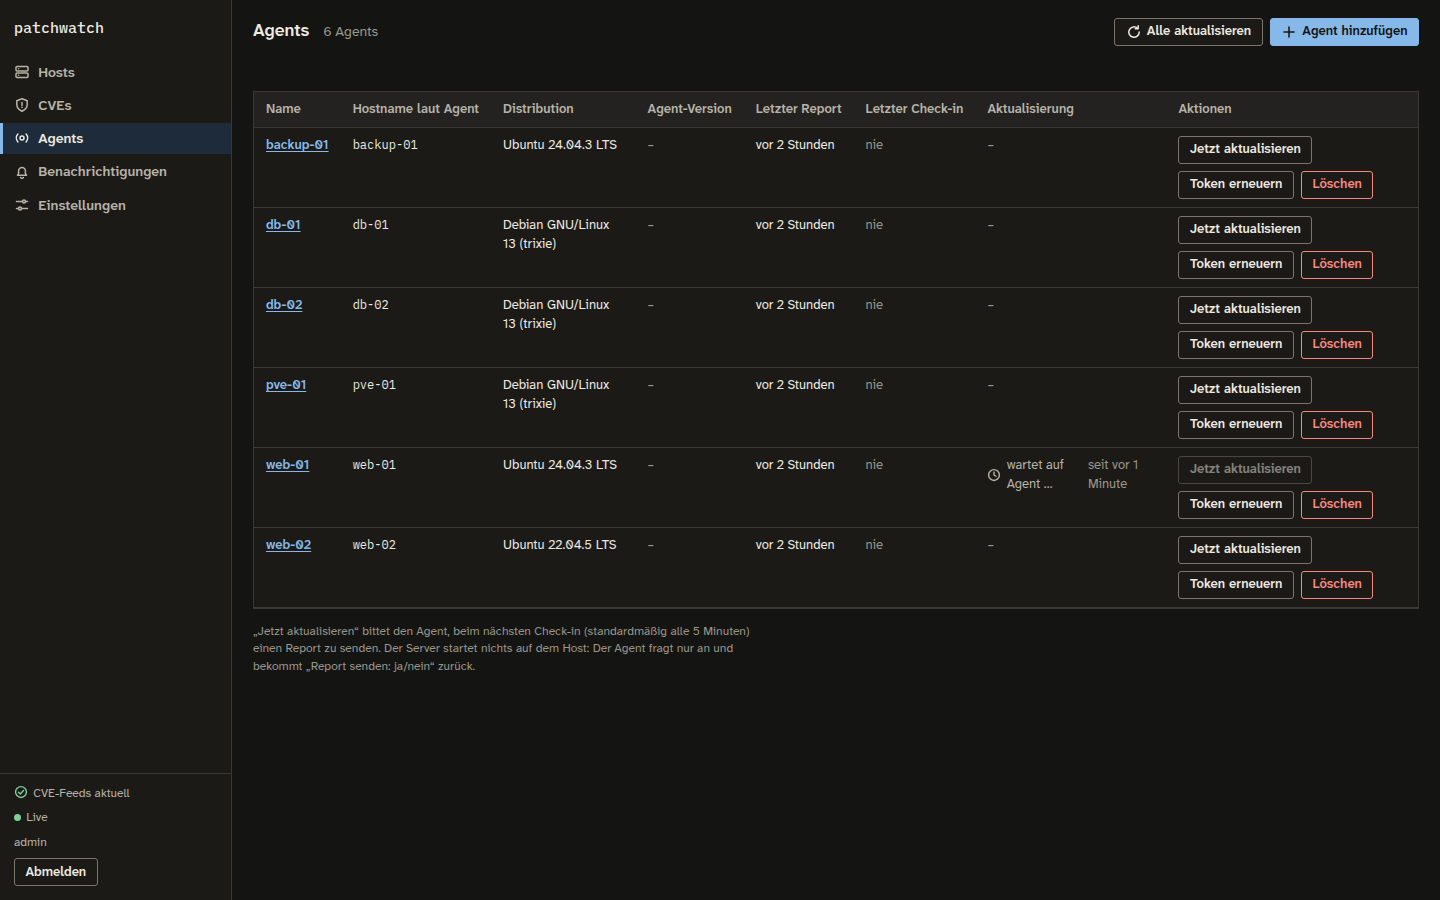 patchwatch
Hosts
CVEs
Agents
Benachrichtigungen
Einstellungen
CVE-Feeds aktuell
Live
admin
Abmelden
Agents 6 Agents Alle aktualisieren Agent hinzufügen
Name Hostname laut Agent Distribution Agent-Version Letzter Report Letzter Check-in Aktualisierung Aktionen
backup-01 backup-01 Ubuntu 24.04.3 LTS – vor 2 Stunden nie – Jetzt aktualisieren
Token erneuern Löschen
db-01 db-01 Debian GNU/Linux – vor 2 Stunden nie – Jetzt aktualisieren
13 (trixie)
Token erneuern Löschen
db-02 db-02 Debian GNU/Linux – vor 2 Stunden nie – Jetzt aktualisieren
13 (trixie)
Token erneuern Löschen
pve-01 pve-01 Debian GNU/Linux – vor 2 Stunden nie – Jetzt aktualisieren
13 (trixie)
Token erneuern Löschen
web-01 web-01 Ubuntu 24.04.3 LTS – vor 2 Stunden nie wartet auf seit vor 1 Jetzt aktualisieren
Agent ... Minute
Token erneuern Löschen
web-02 web-02 Ubuntu 22.04.5 LTS – vor 2 Stunden nie – Jetzt aktualisieren
Token erneuern Löschen
„Jetzt aktualisieren“ bittet den Agent, beim nächsten Check-in (standardmäßig alle 5 Minuten)
einen Report zu senden. Der Server startet nichts auf dem Host: Der Agent fragt nur an und
bekommt „Report senden: ja/nein“ zurück.